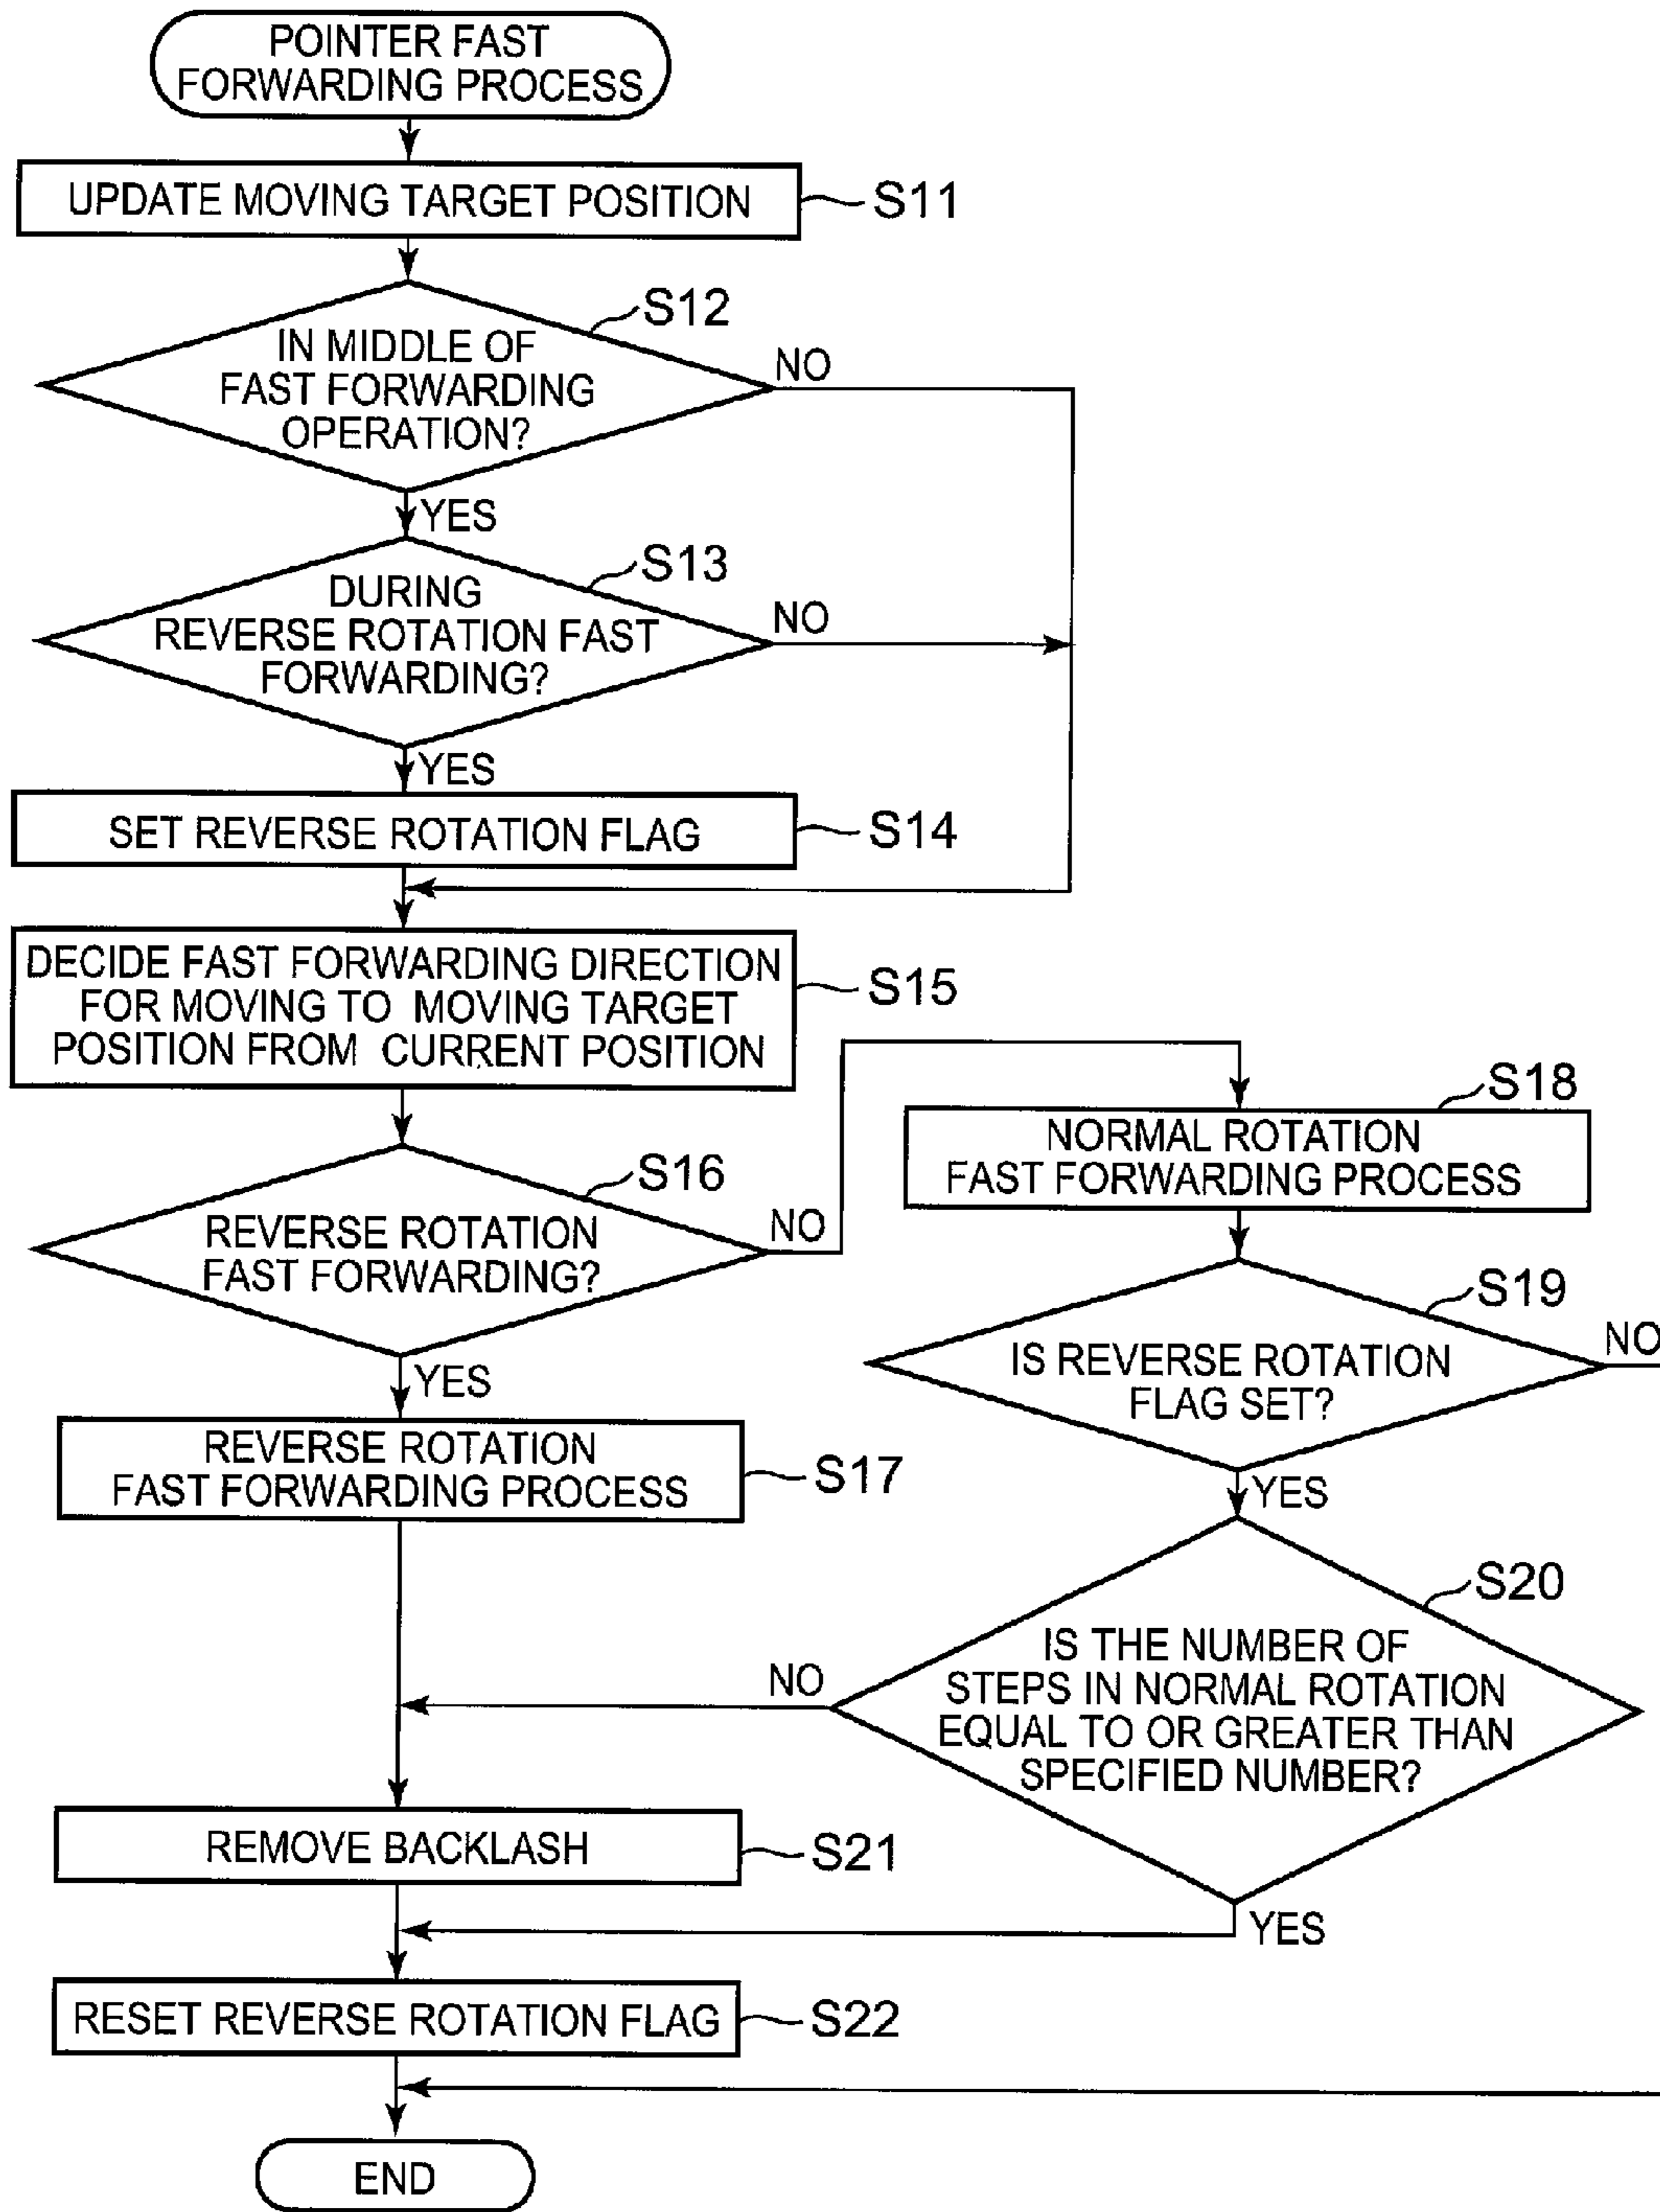 POINTER FAST
FORWARDING PROCESS
UPDATE MOVING TARGET POSITION
S11
S12
IN MIDDLE OF
FAST FORWARDING
OPERATION?
NO
YES
S13
DURING
REVERSE ROTATION FAST
FORWARDING?
NO
YES
SET REVERSE ROTATION FLAG
S14
DECIDE FAST FORWARDING DIRECTION
FOR MOVING TO MOVING TARGET
POSITION FROM CURRENT POSITION
S15
S16
REVERSE ROTATION
FAST FORWARDING?
NO
YES
REVERSE ROTATION
FAST FORWARDING PROCESS
S17
S18
NORMAL ROTATION
FAST FORWARDING PROCESS
S19
IS REVERSE ROTATION
FLAG SET?
NO
YES
S20
IS THE NUMBER OF
STEPS IN NORMAL ROTATION
EQUAL TO OR GREATER THAN
SPECIFIED NUMBER?
NO
YES
REMOVE BACKLASH
S21
RESET REVERSE ROTATION FLAG
S22
END